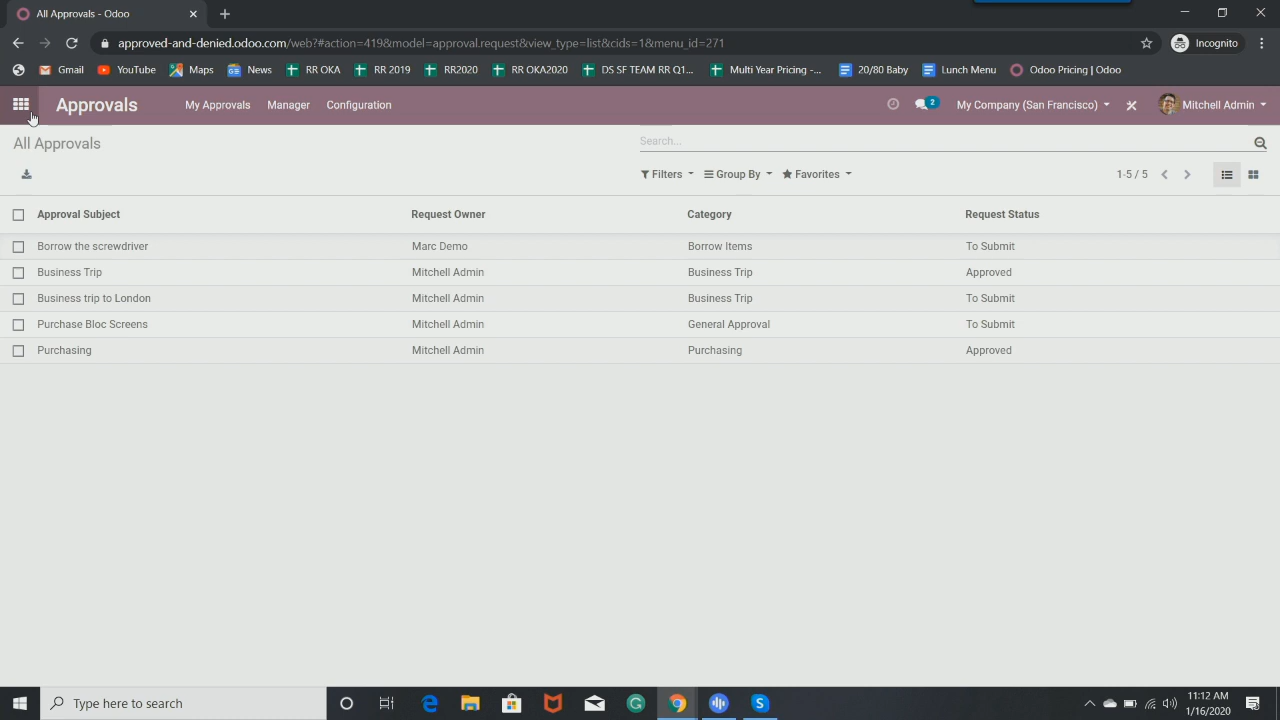 All Approvals - Odoo
approved-and-denied.odoo.com/web?#action=419&model=approval.request&view_type=list&cids=1&menu_id=271
Incognito
Gmail YouTube Maps News RR OKA RR 2019 RR2020 RR OKA2020 DS SF TEAM RR Q1... Multi Year Pricing -... 20/80 Baby Lunch Menu Odoo Pricing | Odoo
Approvals My Approvals Manager Configuration 2 My Company (San Francisco) Mitchell Admin
All Approvals Search...
Filters Group By Favorites 1-5 / 5
Approval Subject Request Owner Category Request Status
Borrow the screwdriver Marc Demo Borrow Items To Submit
Business Trip Mitchell Admin Business Trip Approved
Business trip to London Mitchell Admin Business Trip To Submit
Purchase Bloc Screens Mitchell Admin General Approval To Submit
Purchasing Mitchell Admin Purchasing Approved
Type here to search
11:12 AM
1/16/2020